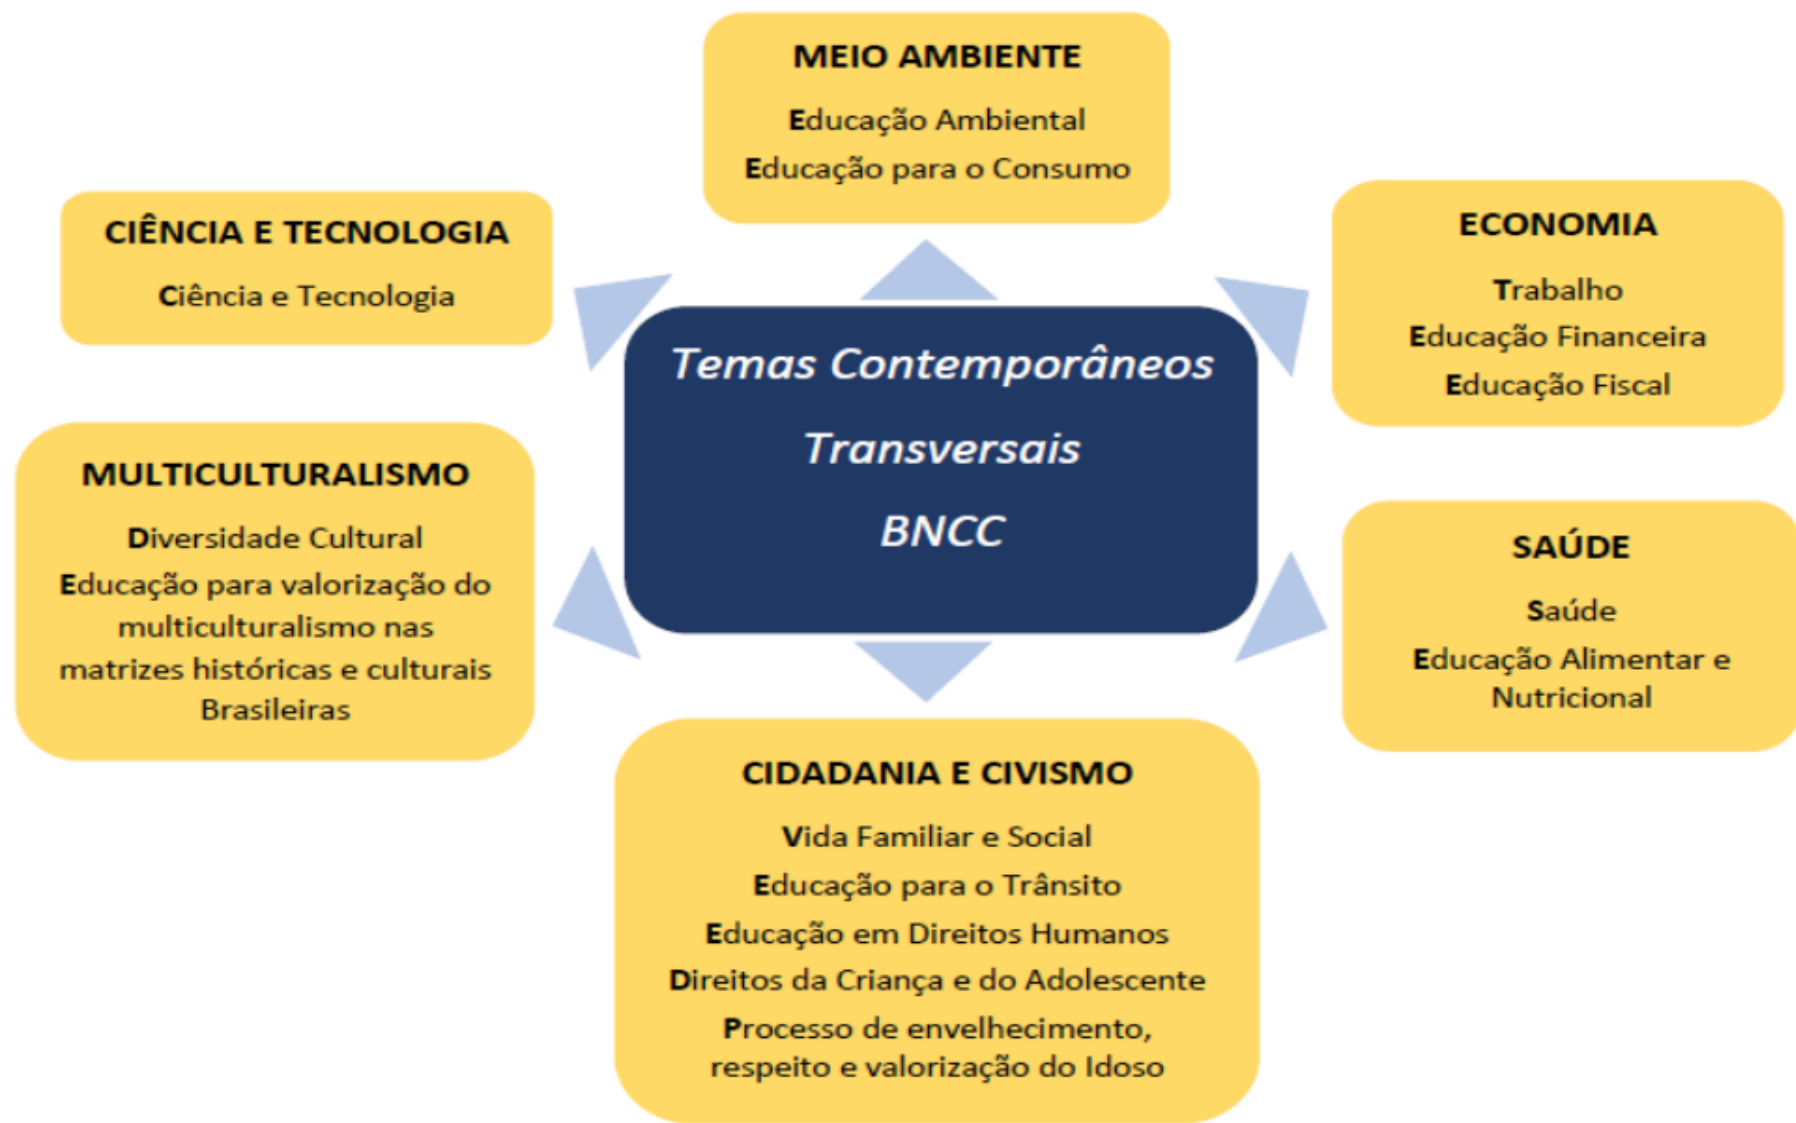 MEIO AMBIENTE
Educação Ambiental
Educação para o Consumo
CIÊNCIA E TECNOLOGIA
Ciência e Tecnologia
ECONOMIA
Trabalho
Educação Financeira
Educação Fiscal
Temas Contemporâneos
Transversais
BNCC
MULTICULTURALISMO
Diversidade Cultural
Educação para valorização do
multiculturalismo nas
matrizes históricas e culturais
Brasileiras
SAÚDE
Saúde
Educação Alimentar e
Nutricional
CIDADANIA E CIVISMO
Vida Familiar e Social
Educação para o Trânsito
Educação em Direitos Humanos
Direitos da Criança e do Adolescente
Processo de envelhecimento,
respeito e valorização do Idoso